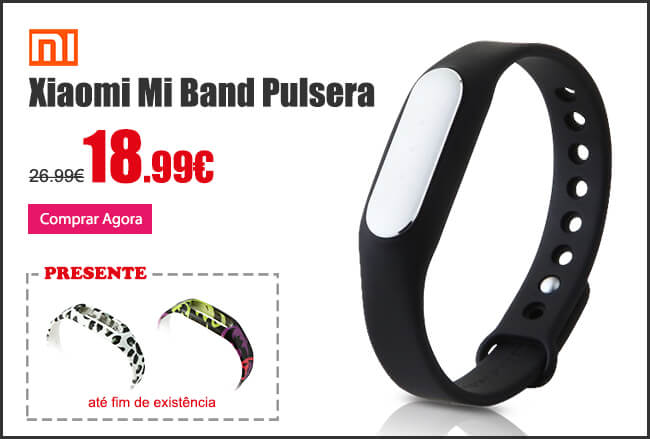 mi
Xiaomi Mi Band Pulsera
26.99€ 18.99€
Comprar Agora
PRESENTE
até fim de existência